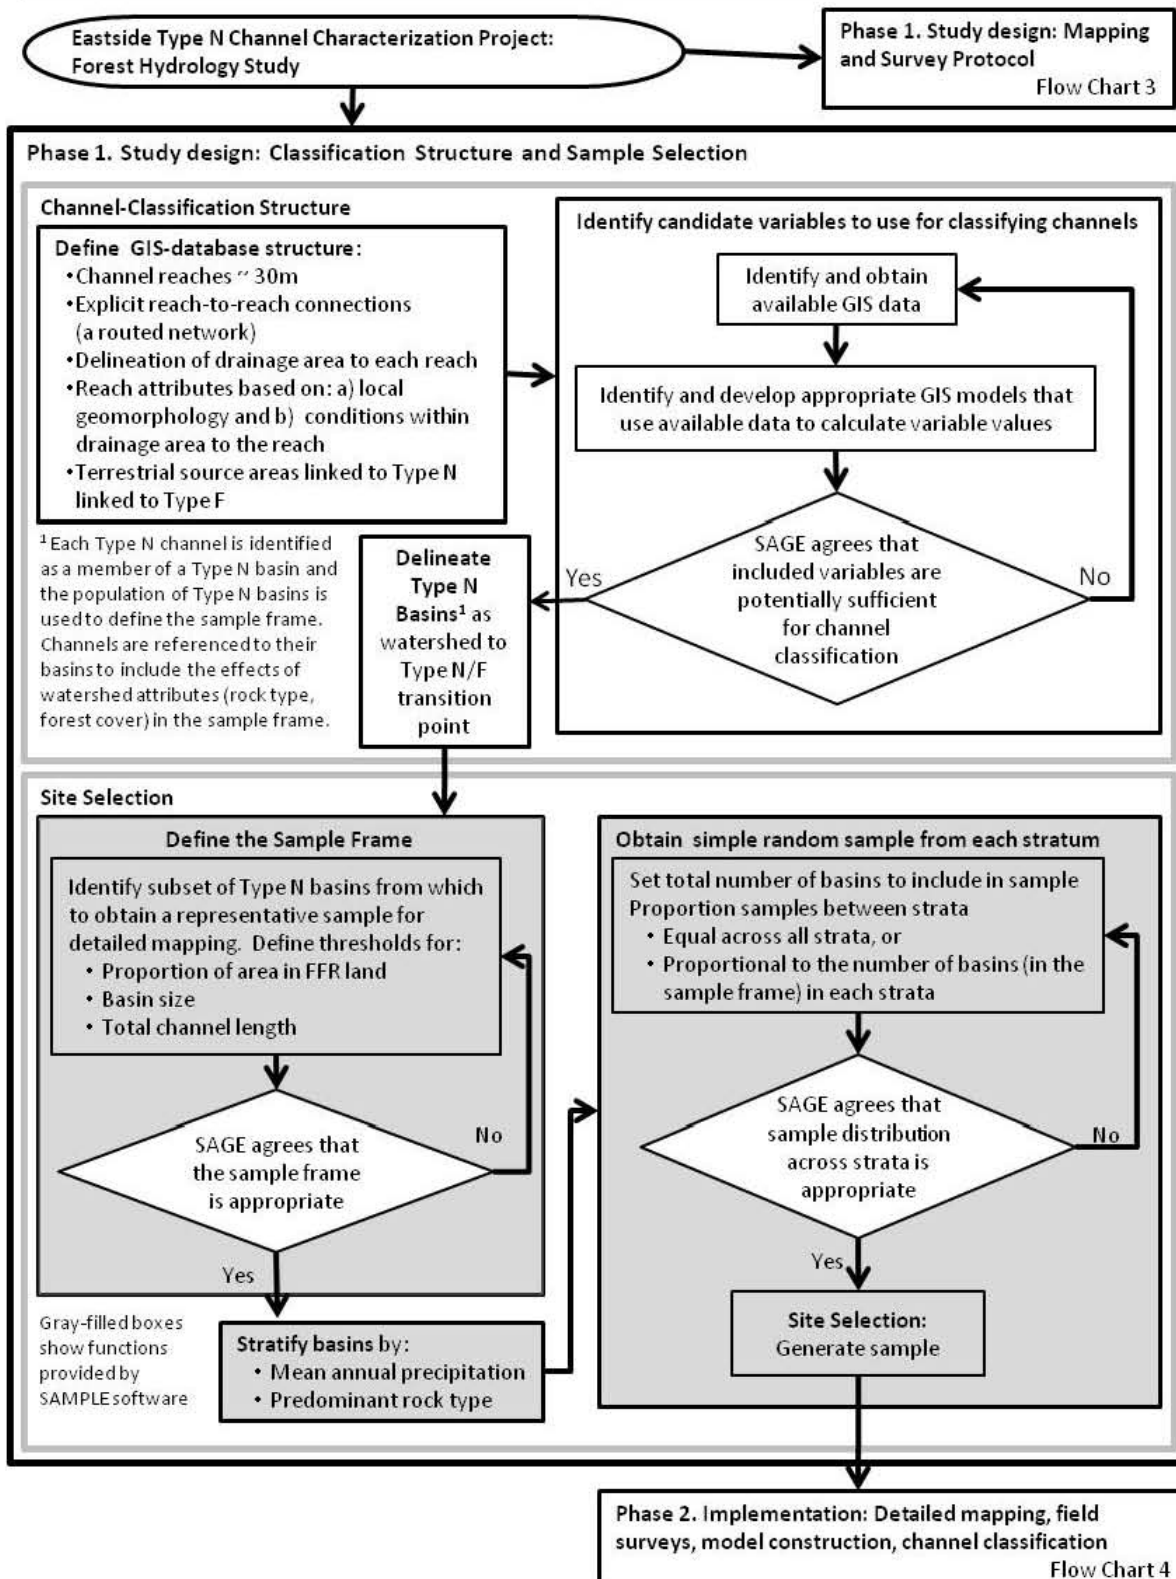 Eastside Type N Channel Characterization Project:
Forest Hydrology Study
Phase 1. Study design: Mapping
and Survey Protocol
Flow Chart 3
Phase 1. Study design: Classification Structure and Sample Selection
Channel-Classification Structure
Define GIS-database structure:
•Channel reaches ~ 30m
•Explicit reach-to-reach connections
(a routed network)
•Delineation of drainage area to each reach
•Reach attributes based on: a) local
geomorphology and b) conditions within
drainage area to the reach
•Terrestrial source areas linked to Type N
linked to Type F
Identify candidate variables to use for classifying channels
Identify and obtain
available GIS data
Identify and develop appropriate GIS models that
use available data to calculate variable values
SAGE agrees that
included variables are
potentially sufficient
for channel
classification
Yes
No
¹ Each Type N channel is identified
as a member of a Type N basin and
the population of Type N basins is
used to define the sample frame.
Channels are referenced to their
basins to include the effects of
watershed attributes (rock type,
forest cover) in the sample frame.
Delineate
Type N
Basins¹ as
watershed to
Type N/F
transition
point
Site Selection
Define the Sample Frame
Identify subset of Type N basins from which
to obtain a representative sample for
detailed mapping. Define thresholds for:
• Proportion of area in FFR land
• Basin size
• Total channel length
SAGE agrees that
the sample frame
is appropriate
No
Yes
Gray-filled boxes
show functions
provided by
SAMPLE software
Stratify basins by:
• Mean annual precipitation
• Predominant rock type
Obtain simple random sample from each stratum
Set total number of basins to include in sample
Proportion samples between strata
• Equal across all strata, or
• Proportional to the number of basins (in the
sample frame) in each strata
SAGE agrees that
sample distribution
across strata is
appropriate
No
Yes
Site Selection:
Generate sample
Phase 2. Implementation: Detailed mapping, field
surveys, model construction, channel classification
Flow Chart 4